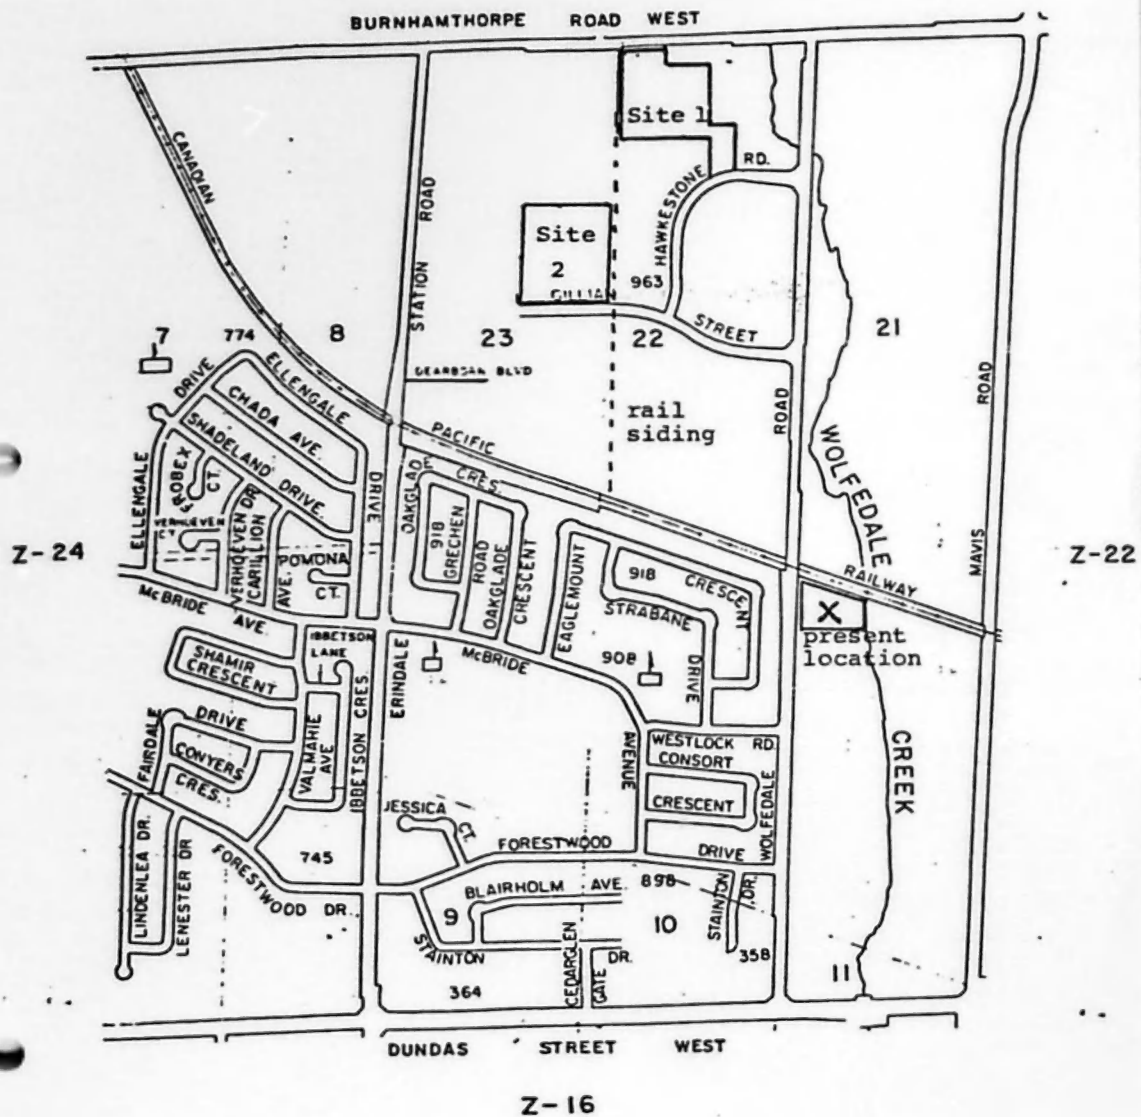 BURNHAMTHORPE ROAD WEST
CANADIAN
STATION ROAD
Site 1
HAWKESTONE RD.
Site
2
GILLIAN
963
STREET
7
774
8
23
22
21
ELLENGALE
DRIVE
CHADA AVE.
SHADELAND DRIVE.
rail
siding
ROAD
WOLFEDALE
MAVIS ROAD
PACIFIC
RAILWAY
ELLENGALE DRIVE
CT.
VERHOEVEN DR
CARILLION
AVE.
POMONA
CT.
OAKGLADE
CRES.
918
GRECHEN
ROAD
OAKGLADE
CRESCENT
EAGLEMOUNT
918
CRESCENT
STRABANE
DRIVE
908
X
present
location
Z-24
Z-22
McBRIDE AVE.
IBBETSON
LANE
ERINDALE
McBRIDE
AVENUE
SHAMIR
CRESCENT
FAIRDALE
DRIVE
CONYERS
CRES.
VALMARIE
AVE
IBBETSON CRES.
WESTLOCK RD.
CONSORT
CRESCENT
WOLFEDALE
CREEK
JESSICA
CT.
FORESTWOOD
DRIVE
LINDENLEA DR.
LENESTER DR
FORESTWOOD DR.
745
BLAIRHOLM AVE.
898
9
10
STAINTON
DR.
STAINTON
DR.
358
11
364
CEDARGLEN
GATE
DUNDAS STREET WEST
Z-16